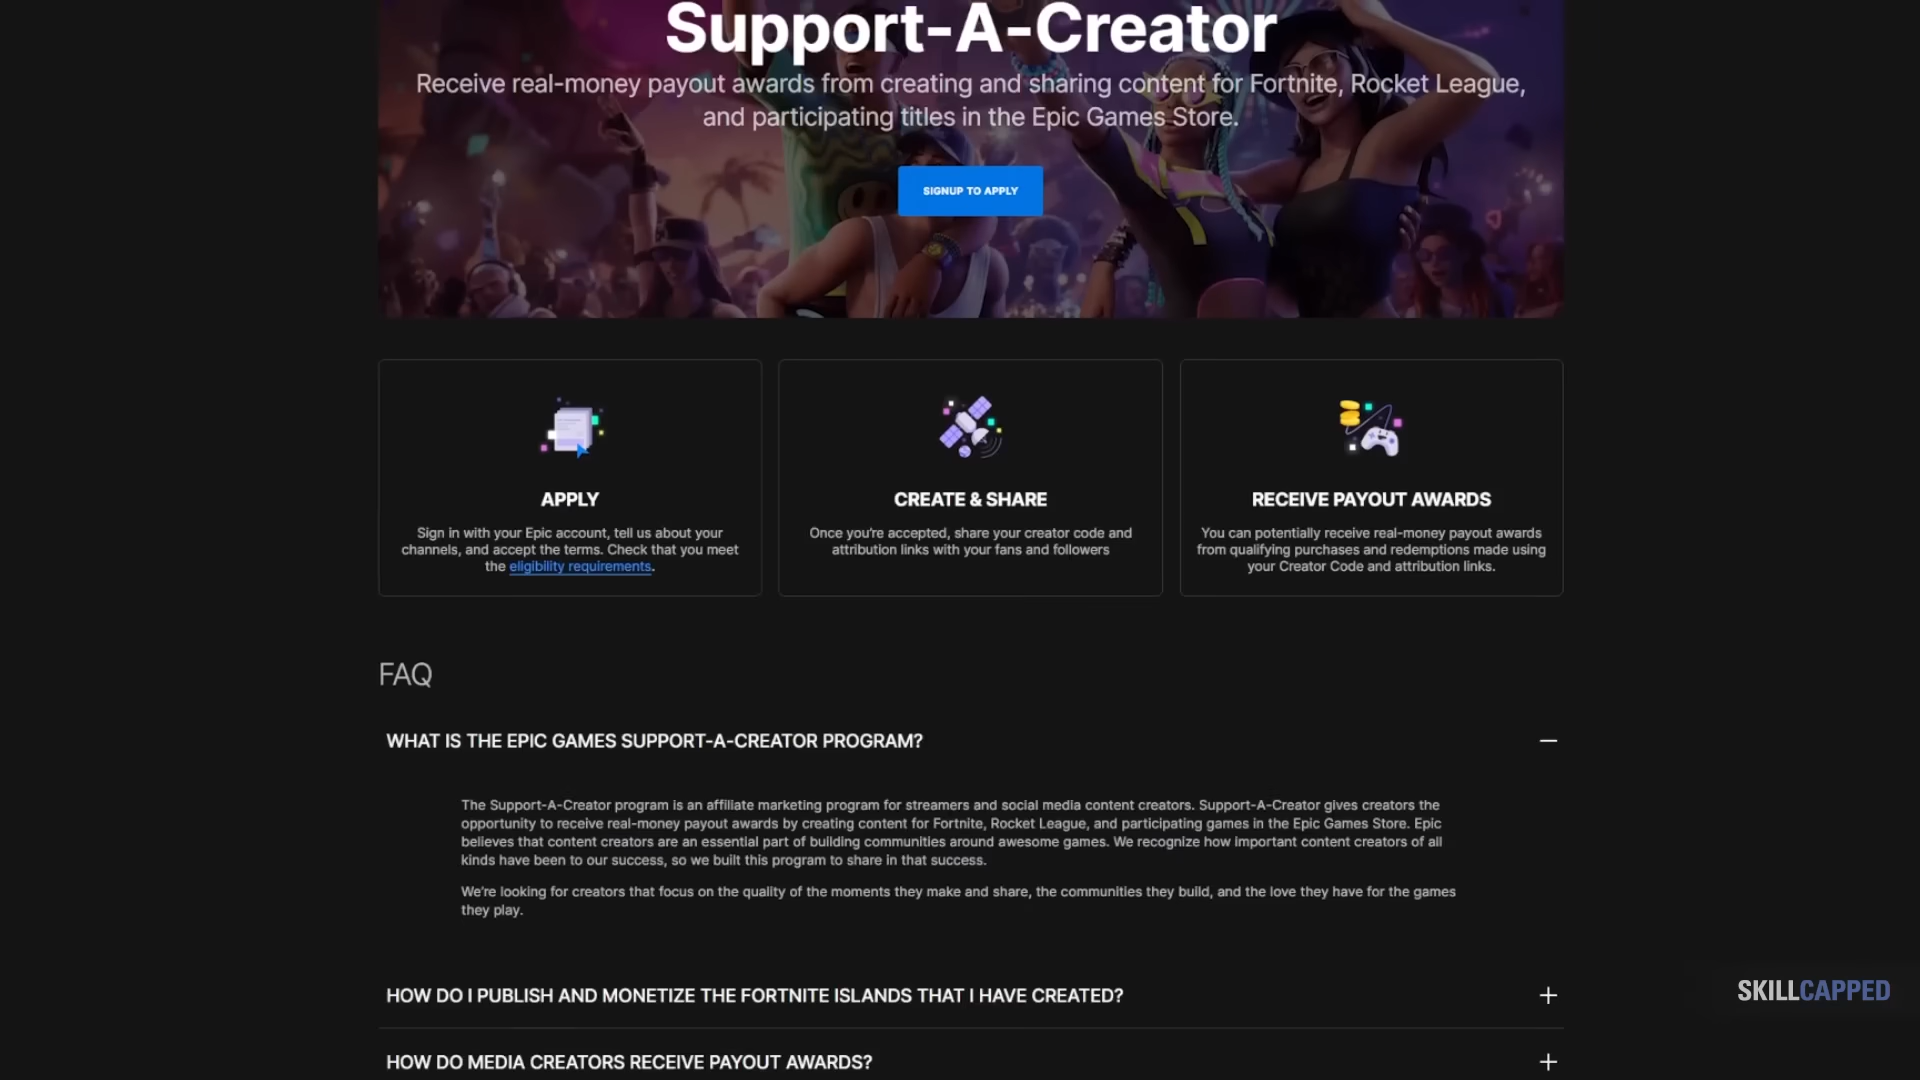 Support-A-Creator
Receive real-money payout awards from creating and sharing content for Fortnite, Rocket League,
and participating titles in the Epic Games Store.
SIGNUP TO APPLY
APPLY
Sign in with your Epic account, tell us about your
channels, and accept the terms. Check that you meet
the eligibility requirements.
CREATE & SHARE
Once you're accepted, share your creator code and
attribution links with your fans and followers
RECEIVE PAYOUT AWARDS
You can potentially receive real-money payout awards
from qualifying purchases and redemptions made using
your Creator Code and attribution links.
FAQ
WHAT IS THE EPIC GAMES SUPPORT-A-CREATOR PROGRAM?
The Support-A-Creator program is an affiliate marketing program for streamers and social media content creators. Support-A-Creator gives creators the
opportunity to receive real-money payout awards by creating content for Fortnite, Rocket League, and participating games in the Epic Games Store. Epic
believes that content creators are an essential part of building communities around awesome games. We recognize how important content creators of all
kinds have been to our success, so we built this program to share in that success.
We're looking for creators that focus on the quality of the moments they make and share, the communities they build, and the love they have for the games
they play.
HOW DO I PUBLISH AND MONETIZE THE FORTNITE ISLANDS THAT I HAVE CREATED?
SKILLCAPPED
HOW DO MEDIA CREATORS RECEIVE PAYOUT AWARDS?